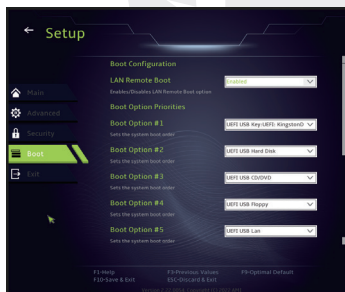 Setup
Boot Configuration
LAN Remote Boot
Enabled
Enables/Disables LAN Remote Boot option
Boot Option Priorities
Boot Option #1
UEFI USB Key:UEFI: KingstonD
Sets the system boot order
Boot Option #2
UEFI USB Hard Disk
Sets the system boot order
Boot Option #3
UEFI USB CD/DVD
Sets the system boot order
Boot Option #4
UEFI USB Floppy
Sets the system boot order
Boot Option #5
UEFI USB Lan
Sets the system boot order
Main
Advanced
Security
Boot
Exit
F1-Help
F3-Previous Values
F9-Optimal Default
F10-Save & Exit
ESC-Discard & Exit